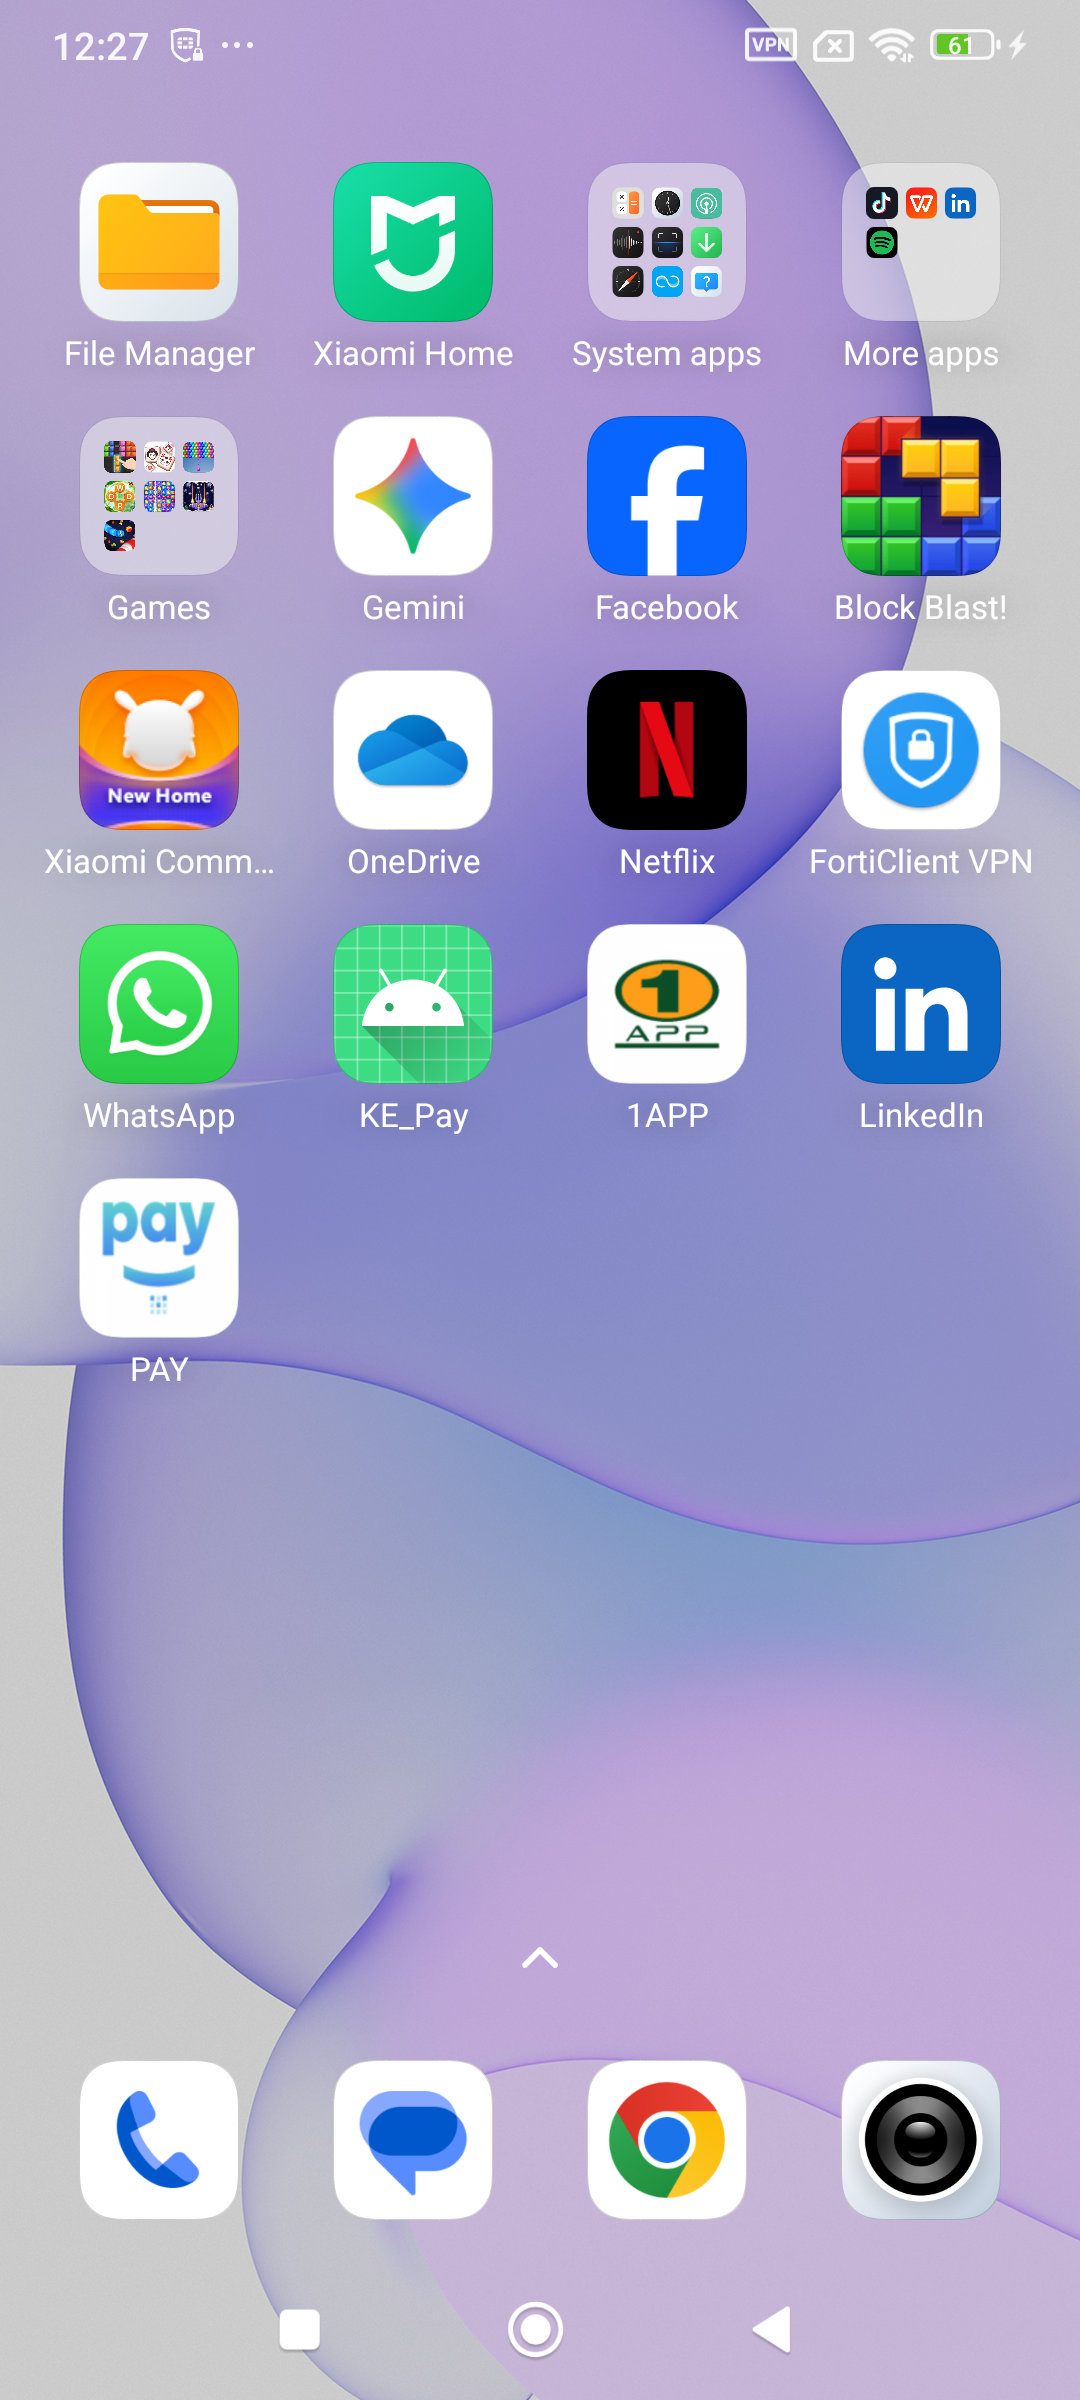 12:27
VPN
61
File Manager
Xiaomi Home
System apps
More apps
Games
Gemini
Facebook
Block Blast!
New Home
Xiaomi Comm...
OneDrive
Netflix
FortiClient VPN
WhatsApp
KE_Pay
1
APP
1APP
in
LinkedIn
pay
PAY